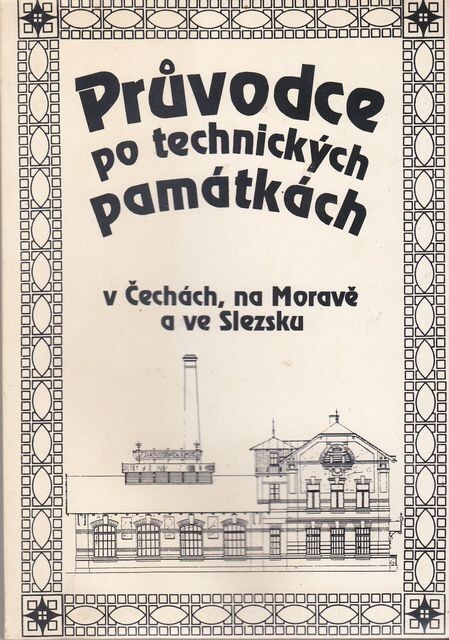 Průvodce
po technických
památkách
v Čechách, na Moravě
a ve Slezsku